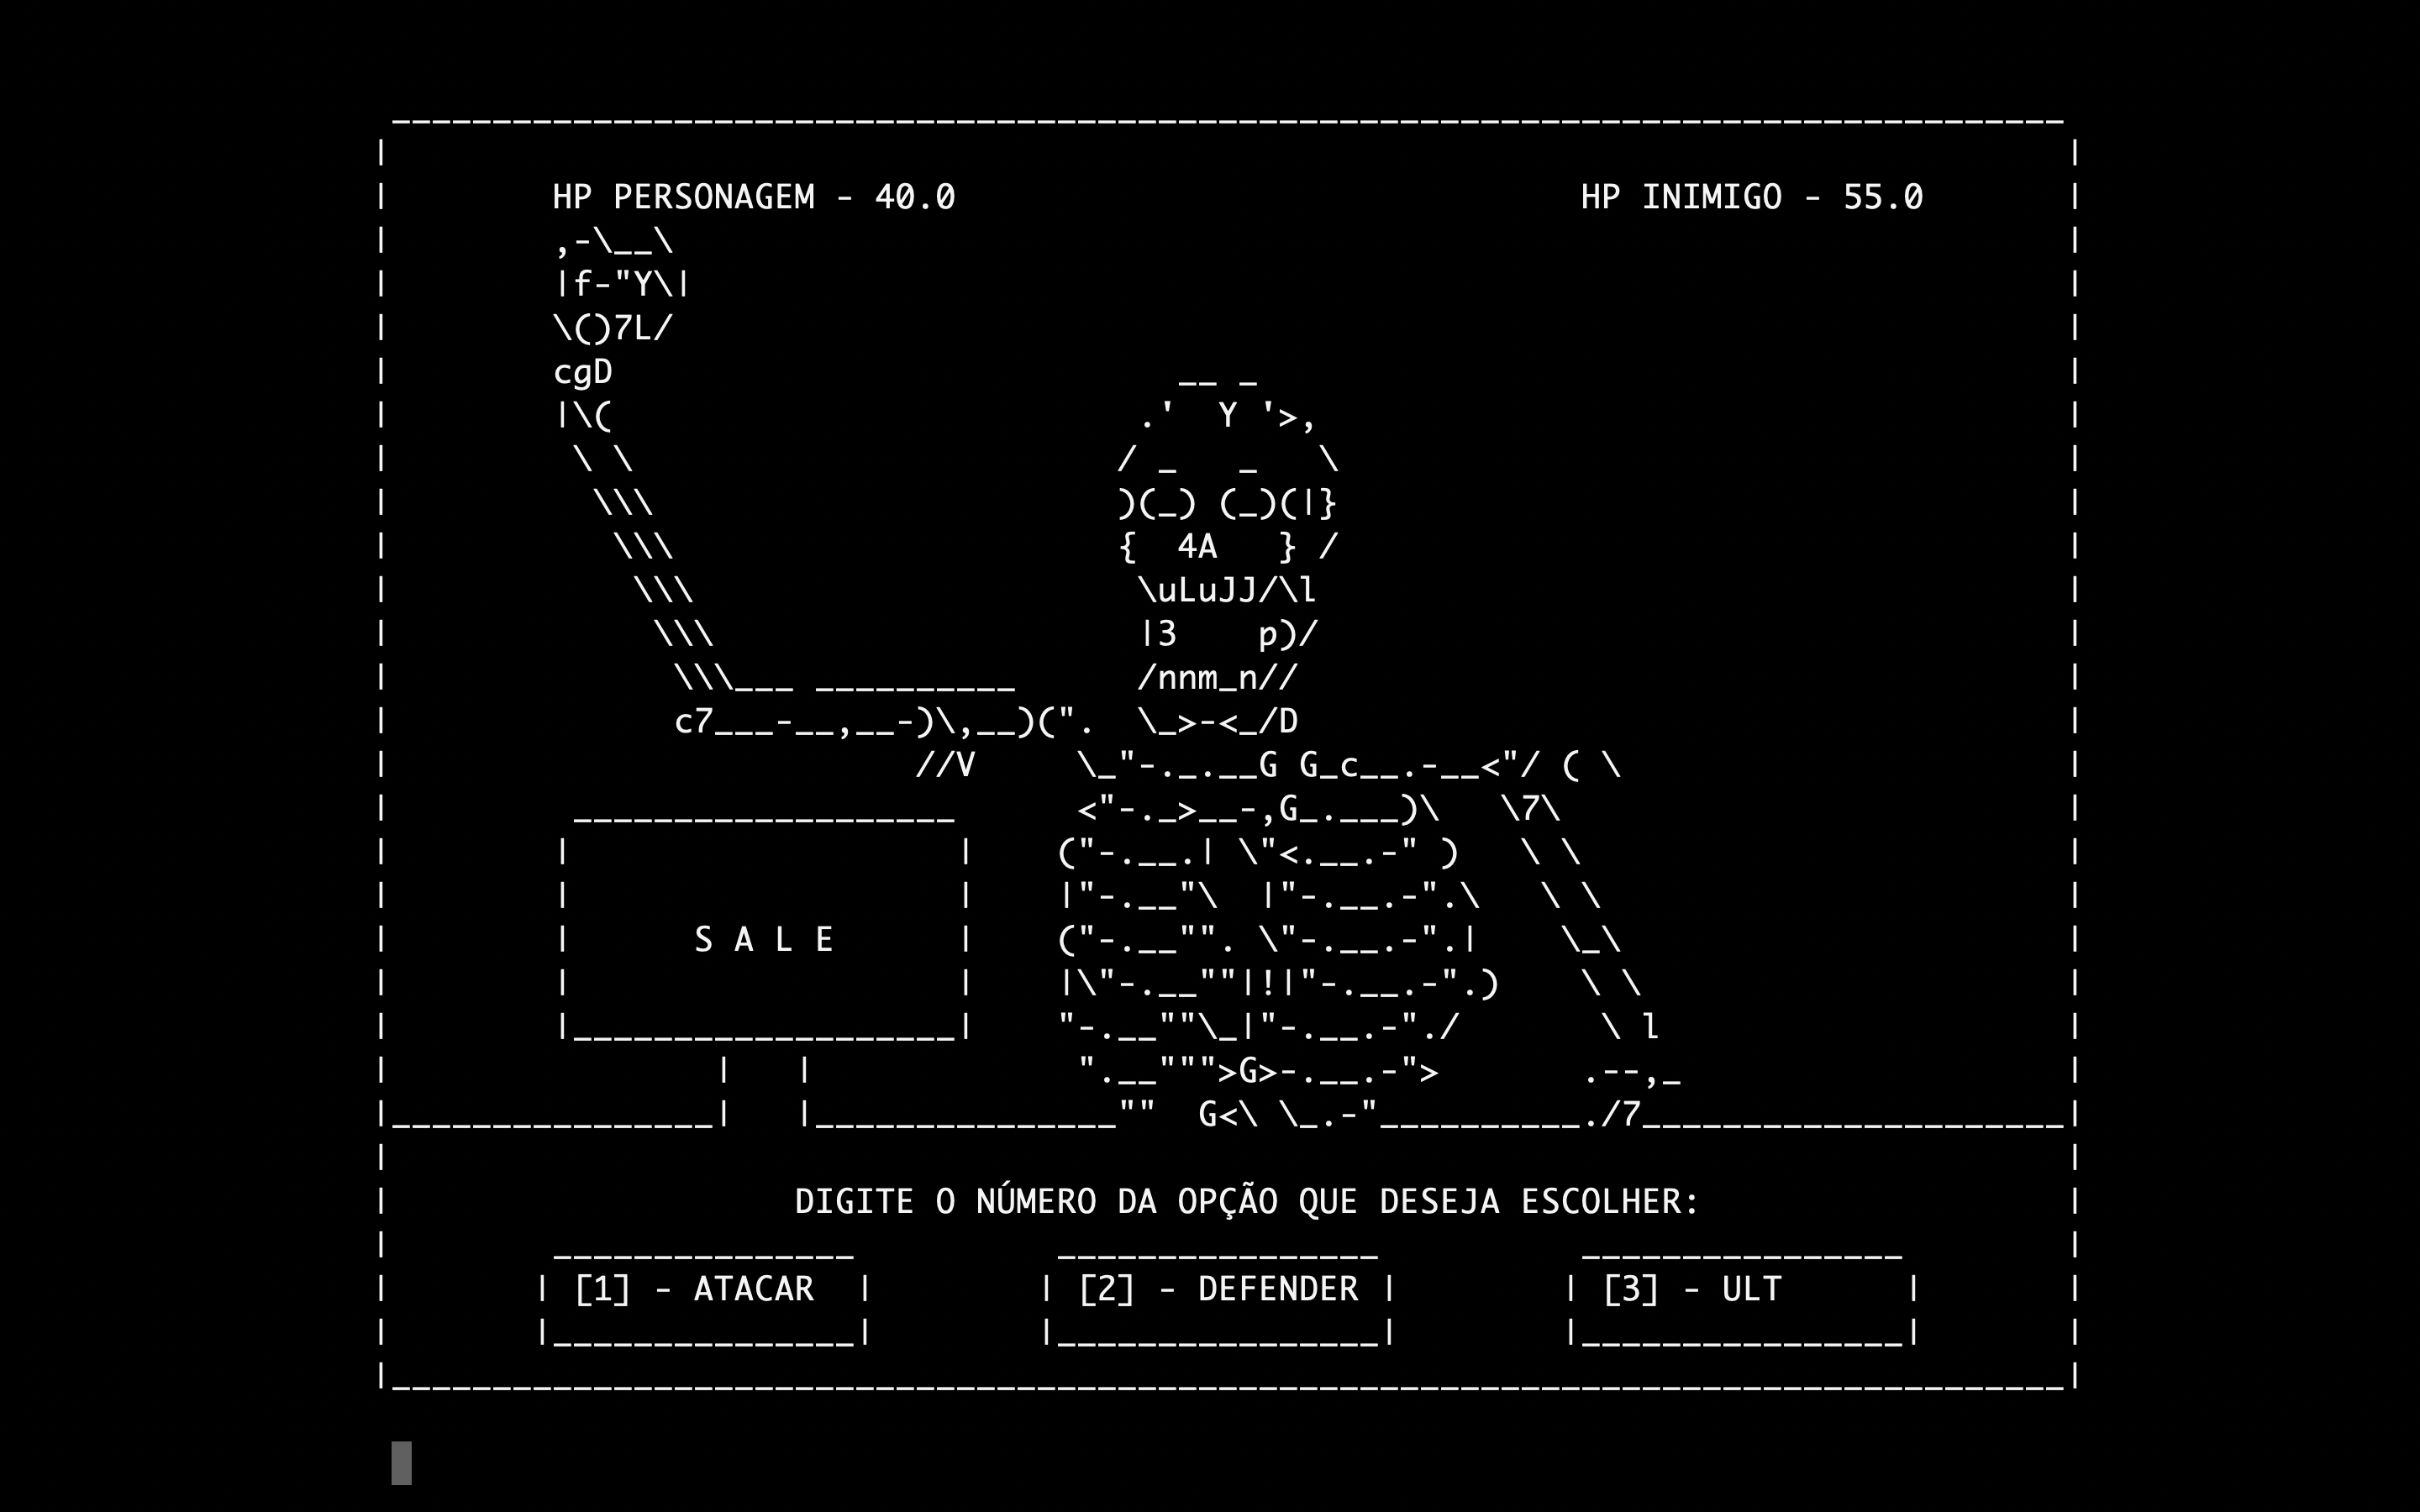 HP PERSONAGEM - 40.0
HP INIMIGO - 55.0
S A L E
DIGITE O NÚMERO DA OPÇÃO QUE DESEJA ESCOLHER:
[1] - ATACAR
[2] - DEFENDER
[3] - ULT